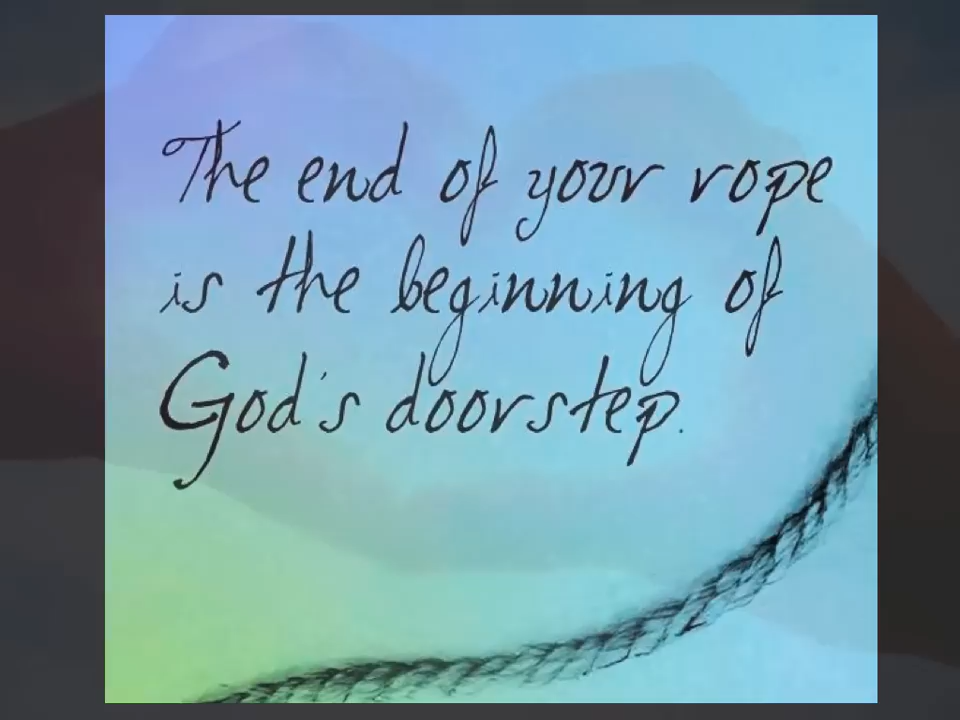 The end of your rope
is the beginning of
God's doorstep.